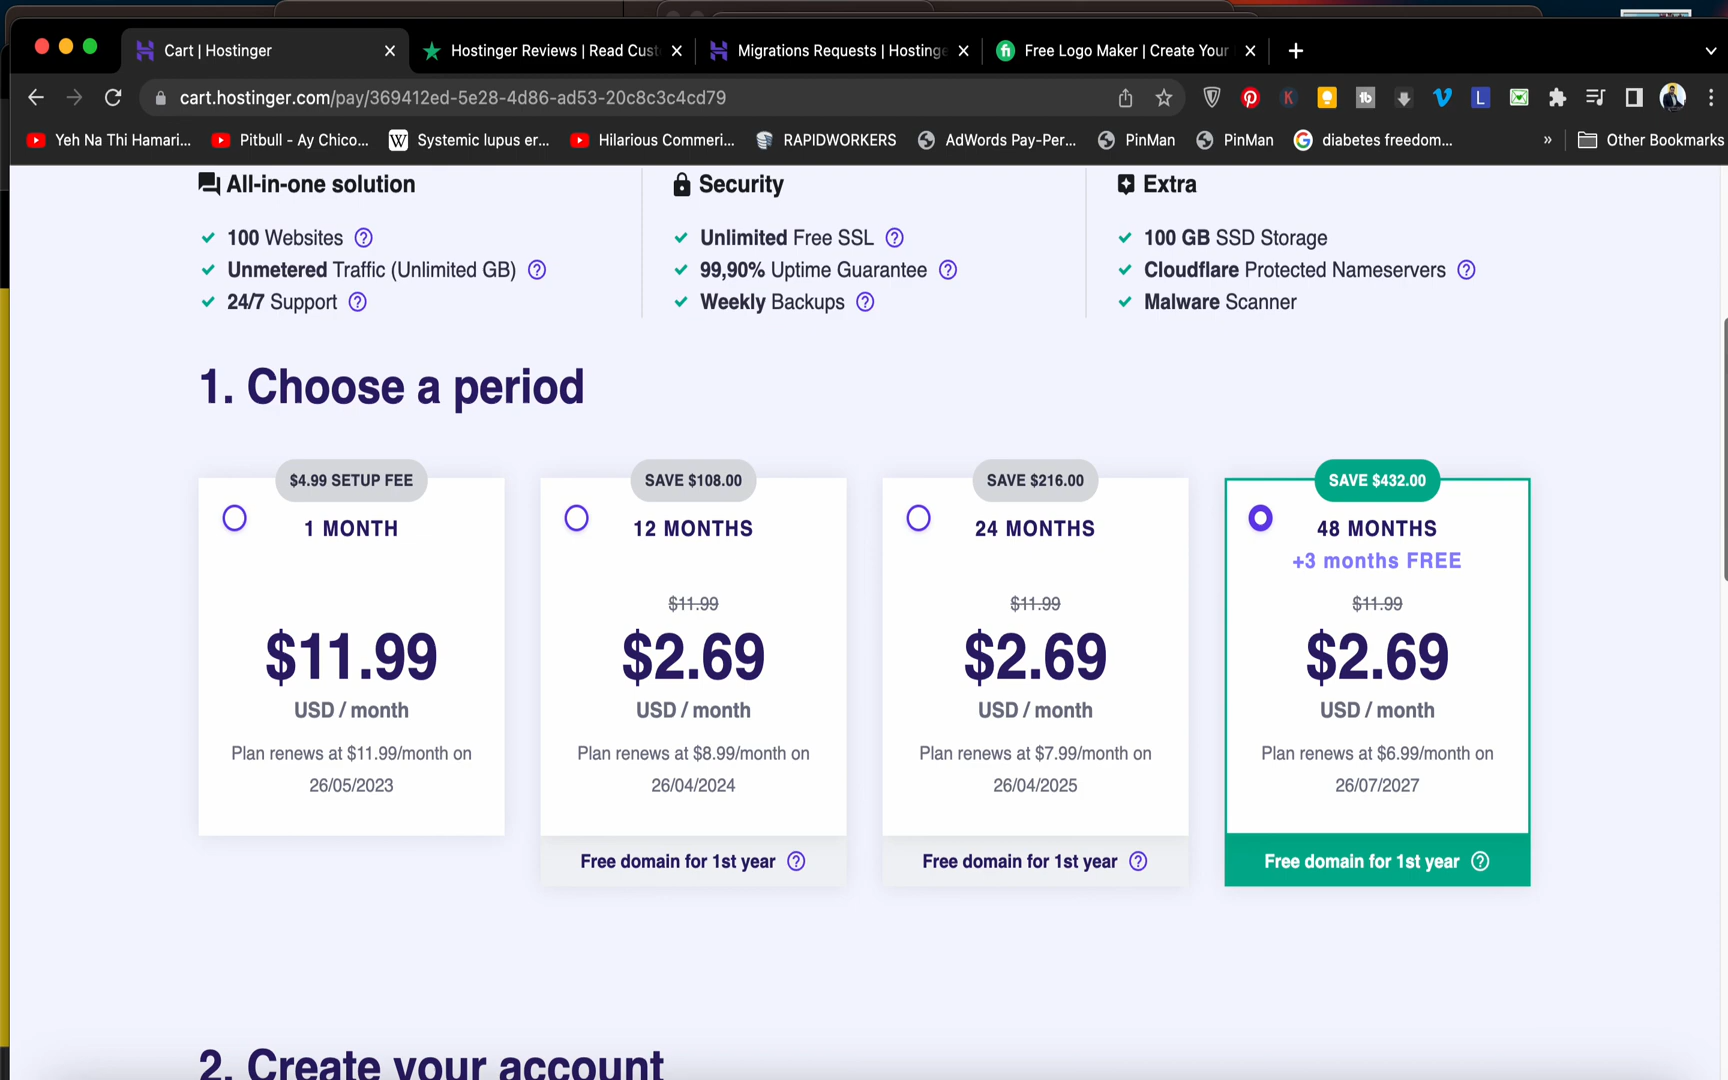 Cart | Hostinger
Hostinger Reviews | Read Cust
Migrations Requests | Hostinge
Free Logo Maker | Create Your
cart.hostinger.com/pay/369412ed-5e28-4d86-ad53-20c8c3c4cd79
Yeh Na Thi Hamari...
Pitbull - Ay Chico...
Systemic lupus er...
Hilarious Commeri...
RAPIDWORKERS
AdWords Pay-Per...
PinMan
PinMan
diabetes freedom...
»
Other Bookmarks
All-in-one solution
100 Websites
Unmetered Traffic (Unlimited GB)
24/7 Support
Security
Unlimited Free SSL
99,90% Uptime Guarantee
Weekly Backups
Extra
100 GB SSD Storage
Cloudflare Protected Nameservers
Malware Scanner
1. Choose a period
$4.99 SETUP FEE
1 MONTH
$11.99
USD / month
Plan renews at $11.99/month on
26/05/2023
SAVE $108.00
12 MONTHS
$11.99
$2.69
USD / month
Plan renews at $8.99/month on
26/04/2024
Free domain for 1st year
SAVE $216.00
24 MONTHS
$11.99
$2.69
USD / month
Plan renews at $7.99/month on
26/04/2025
Free domain for 1st year
SAVE $432.00
48 MONTHS
+3 months FREE
$11.99
$2.69
USD / month
Plan renews at $6.99/month on
26/07/2027
Free domain for 1st year
2. Create your account